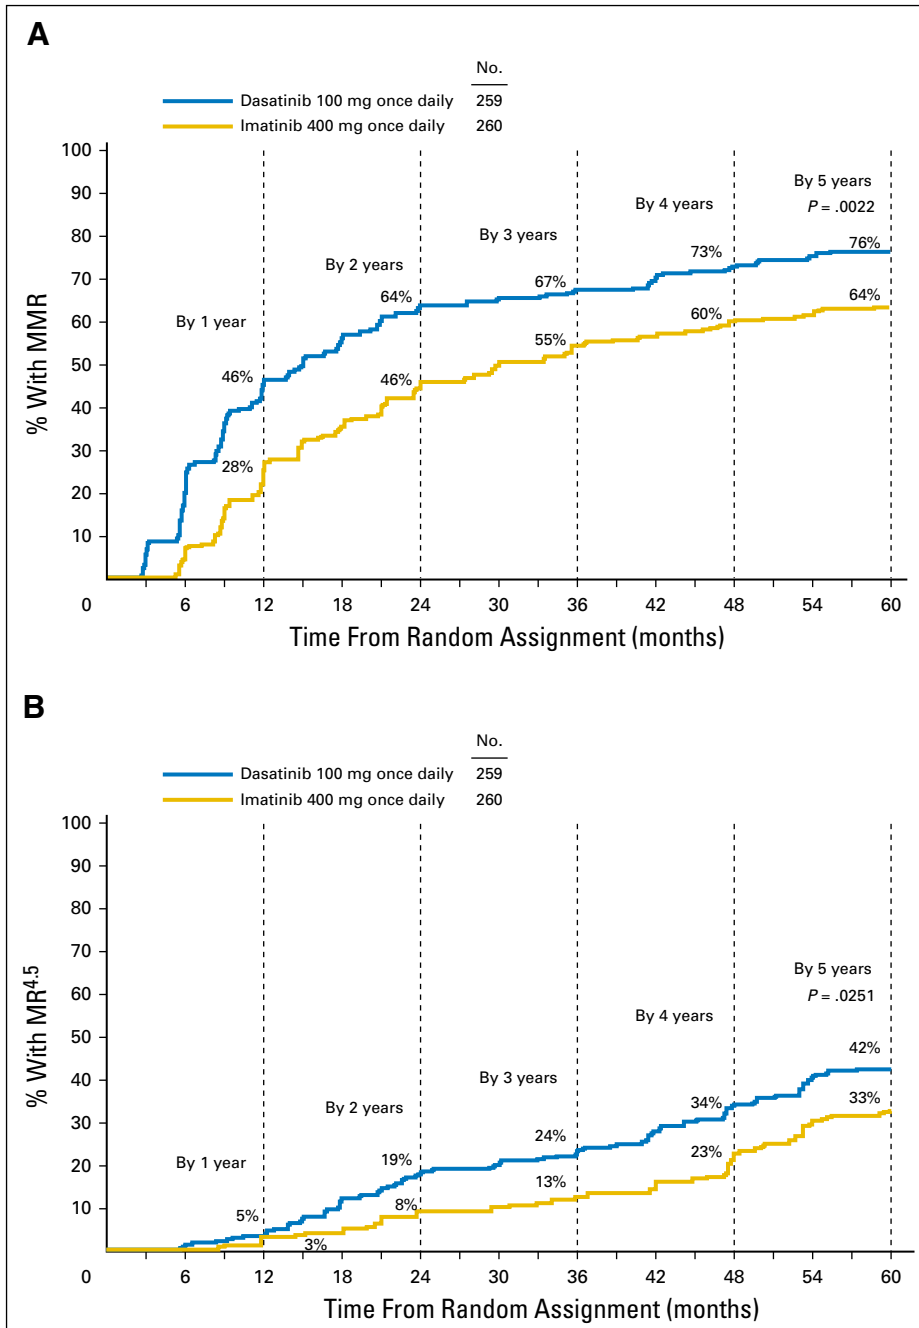 A
No.
Dasatinib 100 mg once daily 259
Imatinib 400 mg once daily 260
100
90
80
70
60
50
40
30
20
10
0
% With MMR
By 1 year
By 2 years
By 3 years
By 4 years
By 5 years
P = .0022
46%
64%
67%
73%
76%
28%
46%
55%
60%
64%
6 12 18 24 30 36 42 48 54 60
Time From Random Assignment (months)
B
No.
Dasatinib 100 mg once daily 259
Imatinib 400 mg once daily 260
100
90
80
70
60
50
40
30
20
10
0
% With MR4.5
By 1 year
By 2 years
By 3 years
By 4 years
By 5 years
P = .0251
5%
19%
24%
34%
42%
3%
8%
13%
23%
33%
6 12 18 24 30 36 42 48 54 60
Time From Random Assignment (months)